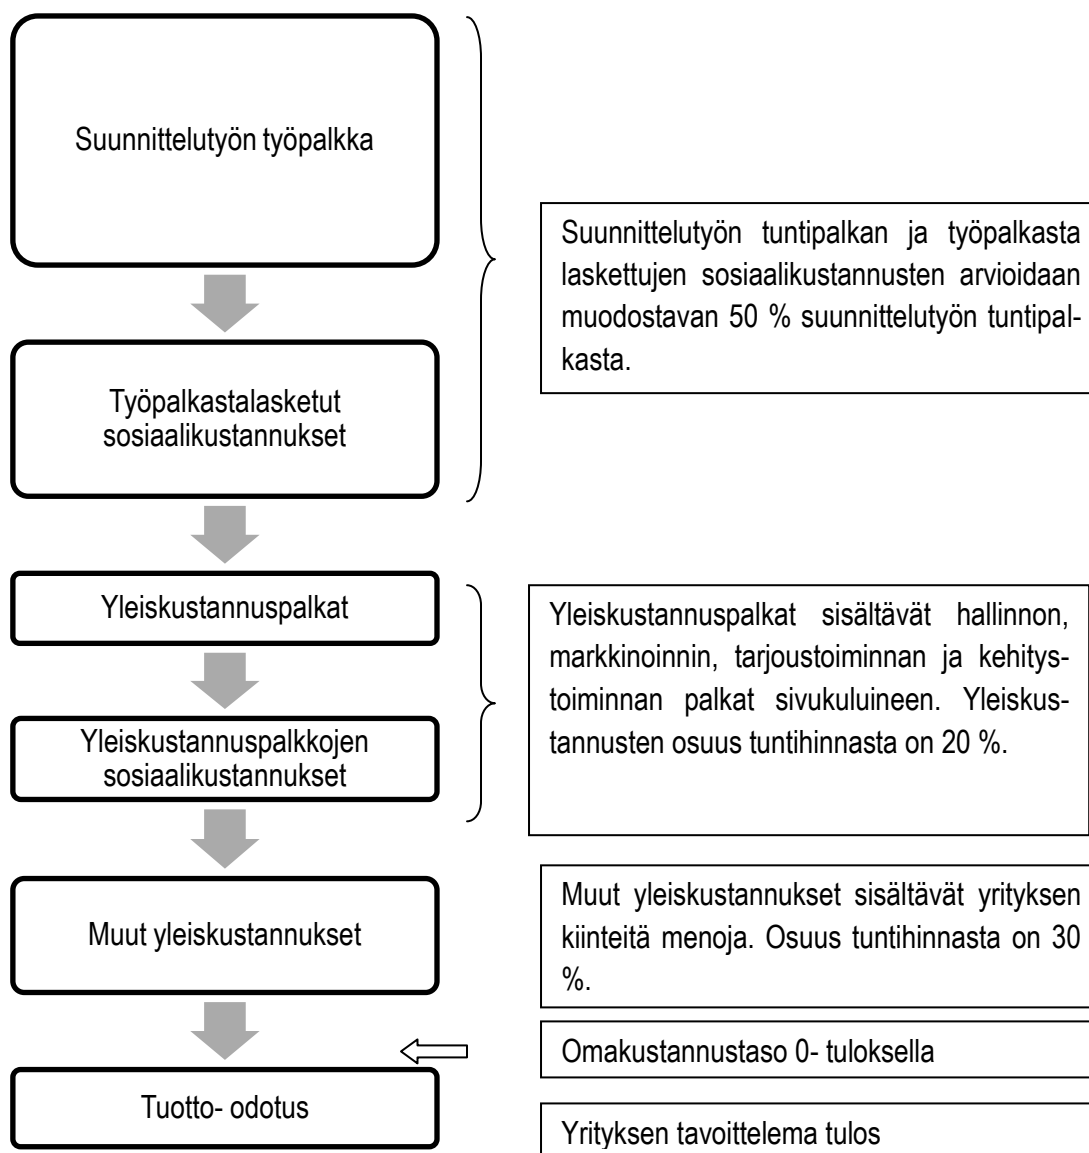 Suunnittelutyön työpalkka
Suunnittelutyön tuntipalkan ja työpalkasta
laskettujen sosiaalikustannusten arvioidaan
muodostavan 50 % suunnittelutyön tuntipal-
kasta.
Työpalkastalasketut
sosiaalikustannukset
Yleiskustannuspalkat
Yleiskustannuspalkat sisältävät hallinnon,
markkinoinnin, tarjoustoiminnan ja kehitys-
toiminnan palkat sivukuluineen. Yleiskus-
tannusten osuus tuntihinnasta on 20 %.
Yleiskustannuspalkkojen
sosiaalikustannukset
Muut yleiskustannukset
Muut yleiskustannukset sisältävät yrityksen
kiinteitä menoja. Osuus tuntihinnasta on 30
%.
Omakustannustaso 0- tuloksella
Tuotto- odotus
Yrityksen tavoittelema tulos